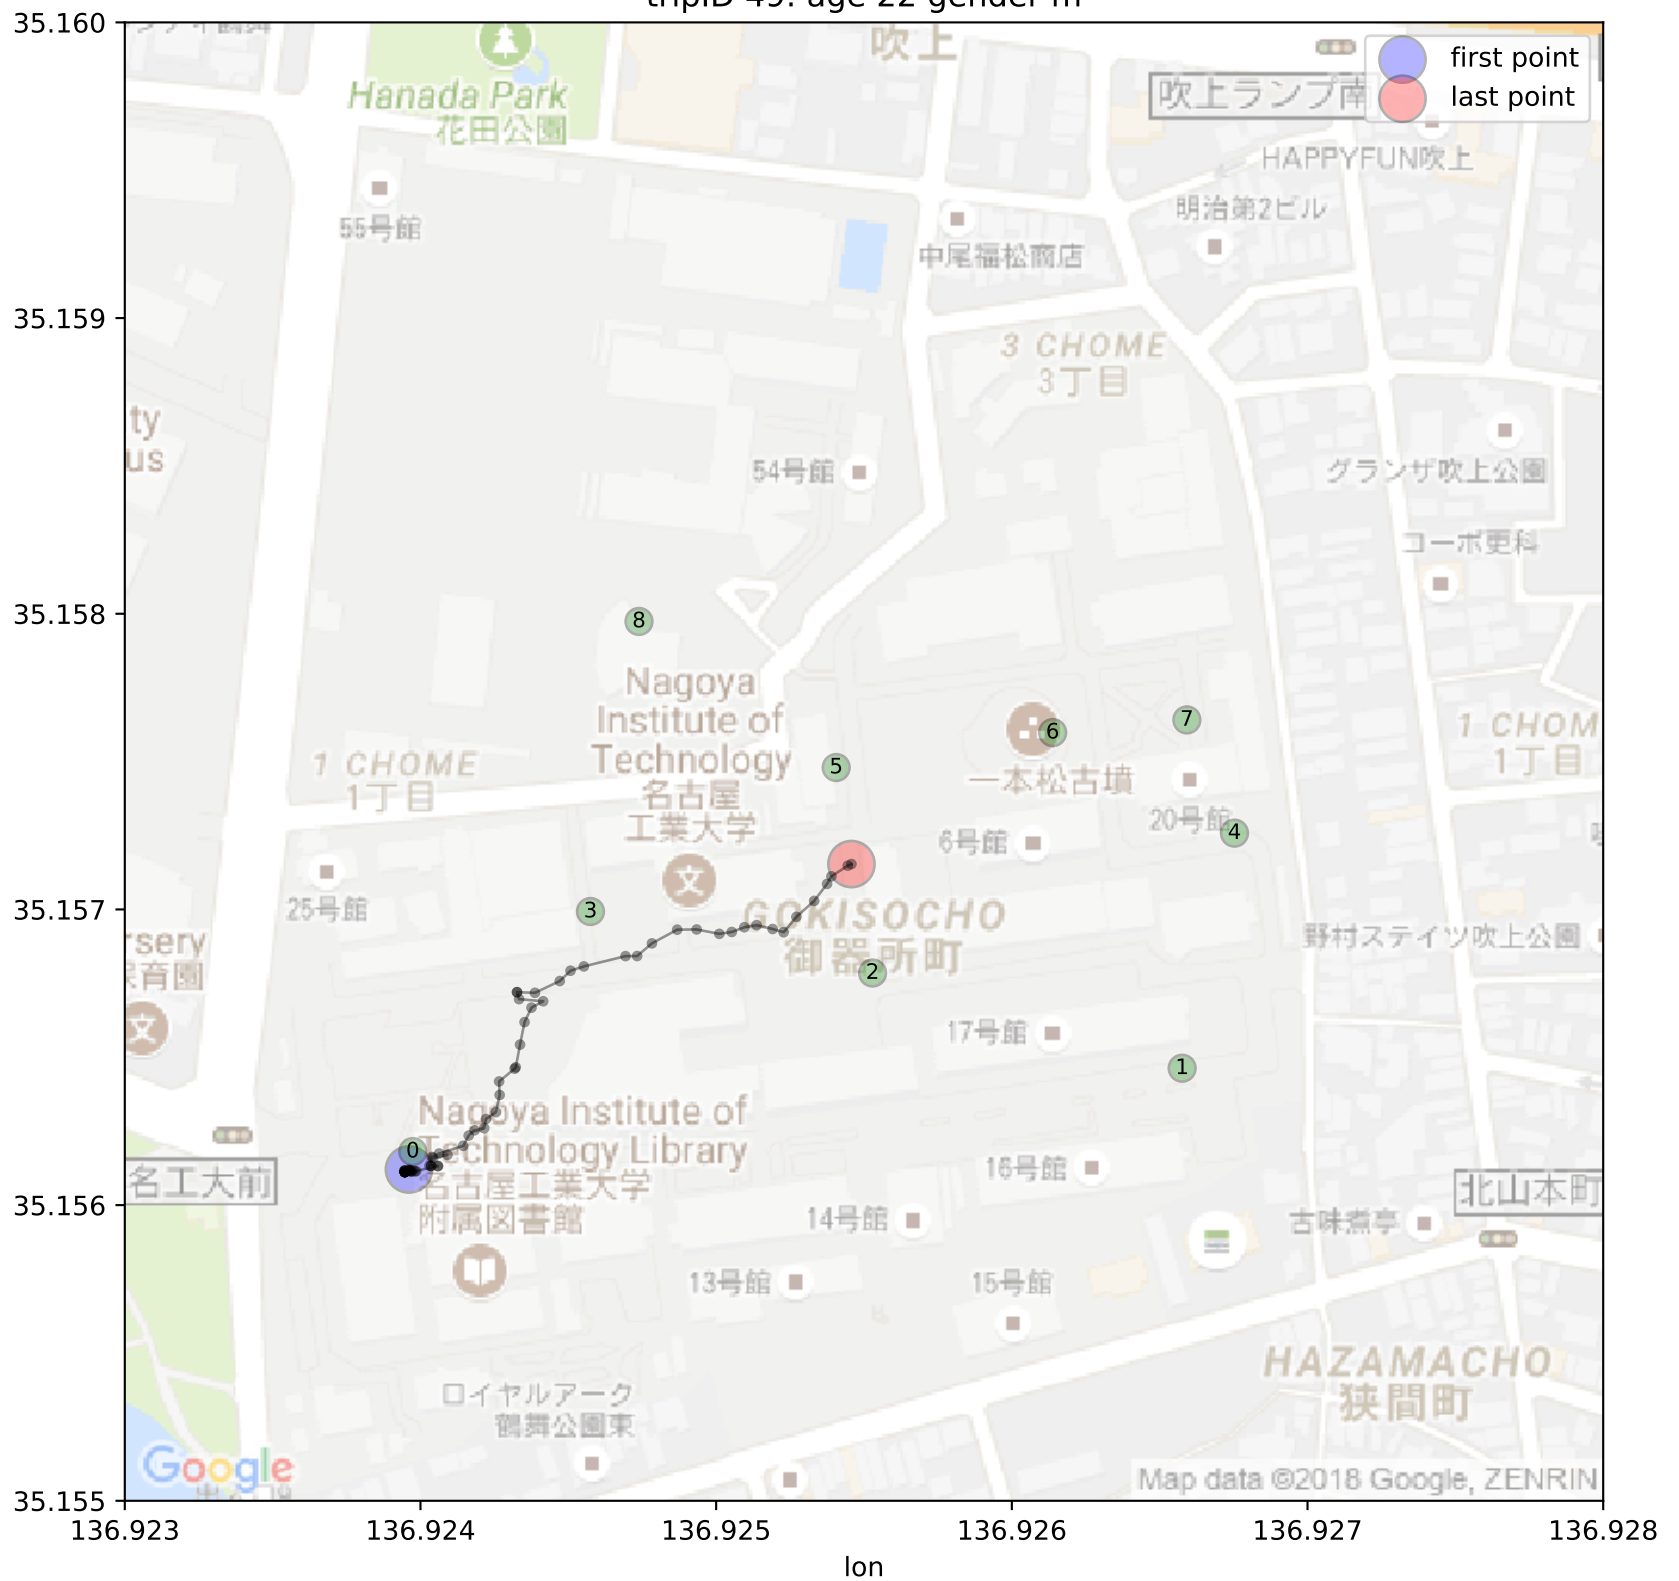 35.160
吹上
first point
last point
吹上ランプ南
Hanada Park
花田公園
HAPPYFUN吹上
明治第2ビル
55号館
中尾福松商店
35.159
3 CHOME
3丁目
ty
us
54号館
グランザ吹上公園
コーポ更科
35.158
8
Nagoya
Institute of
Technology
名古屋
工業大学
1 CHOME
1丁目
5
6
7
一本松古墳
1 CHOM
1丁目
20号館
4
6号館
25号館
3
35.157
GOKISOCHO
御器所町
2
rsery
保育園
野村ステイツ吹上公園
17号館
1
Nagoya Institute of
Technology Library
名古屋工業大学
附属図書館
0
名工大前
16号館
35.156
14号館
古味煮亭
北山本町
13号館
15号館
HAZAMACHO
狭間町
ロイヤルアーク
鶴舞公園東
Google
Map data ©2018 Google, ZENRIN
35.155
136.923
136.924
136.925
136.926
136.927
136.928
lon